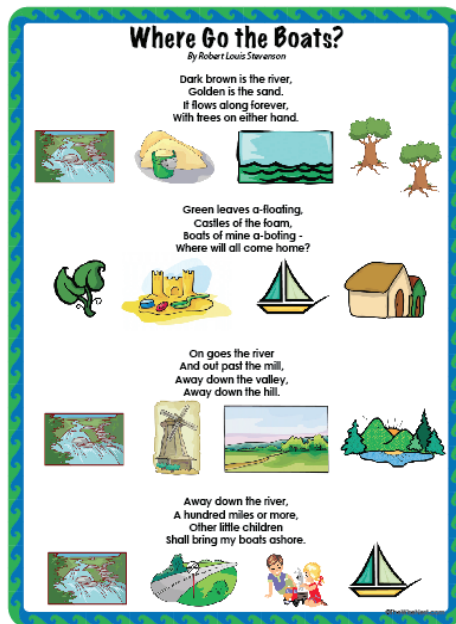 Where Go the Boats?
By Robert Louis Stevenson
Dark brown is the river,
Golden is the sand.
It flows along forever,
With trees on either hand.
Green leaves a-floating,
Castles of the foam,
Boats of mine a-boting -
Where will all come home?
On goes the river
And out past the mill,
Away down the valley,
Away down the hill.
Away down the river,
A hundred miles or more,
Other little children
Shall bring my boats ashore.